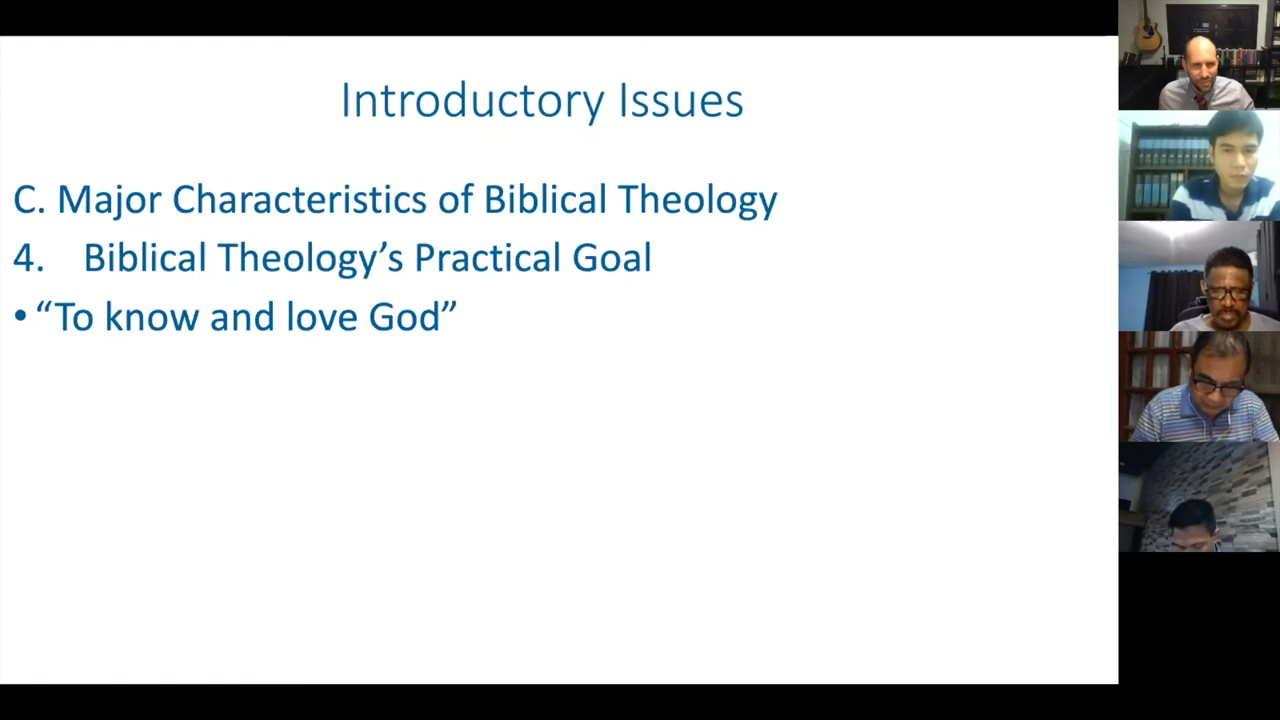 Introductory Issues
C. Major Characteristics of Biblical Theology
4. Biblical Theology’s Practical Goal
• “To know and love God”